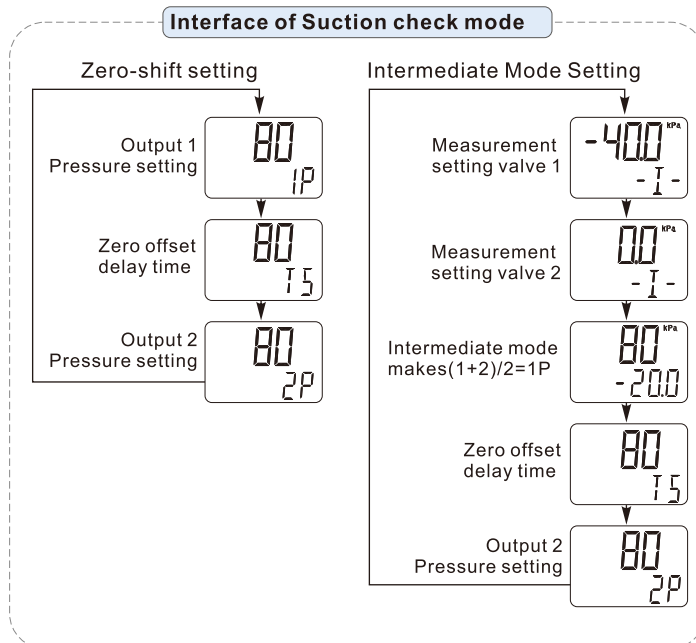 Interface of Suction check mode
Zero-shift setting
Output 1
Pressure setting
80
1P
Zero offset
delay time
80
T5
Output 2
Pressure setting
80
2P
Intermediate Mode Setting
Measurement
setting valve 1
-40.0 kPa
-I-
Measurement
setting valve 2
0.0 kPa
-I-
Intermediate mode
makes(1+2)/2=1P
80 kPa
-20.0
Zero offset
delay time
80
T5
Output 2
Pressure setting
80
2P